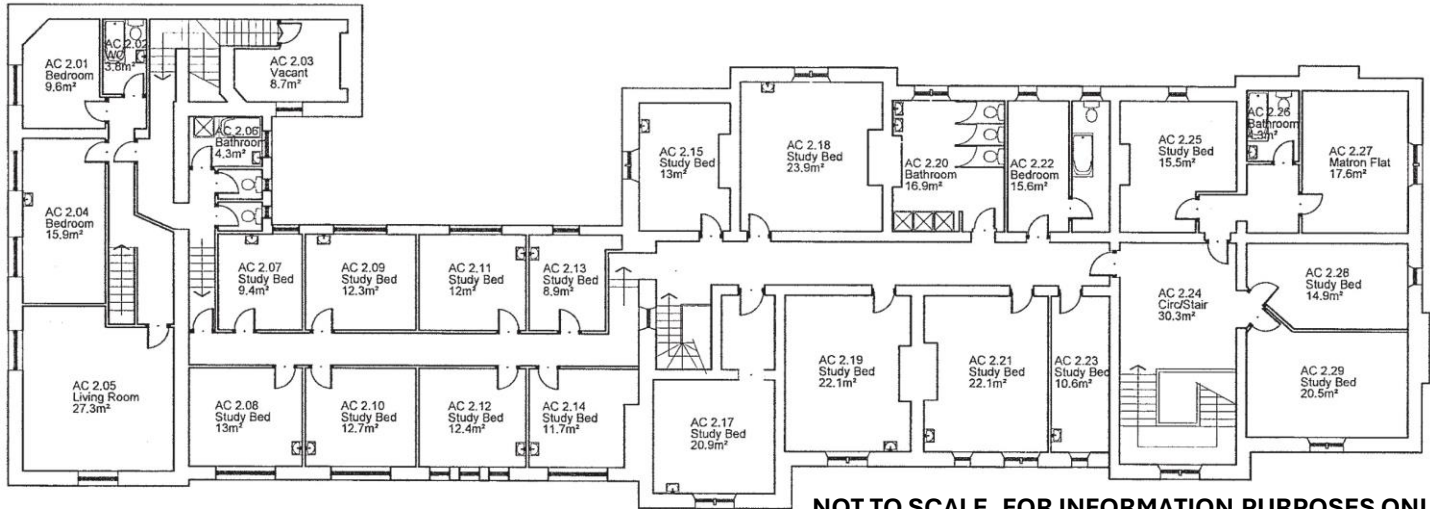 AC 2.01
Bedroom
9.6m²
AC 2.02
WC
3.8m²
AC 2.03
Vacant
8.7m²
AC 2.04
Bedroom
15.9m²
AC 2.05
Living Room
27.3m²
AC 2.06
Bathroom
4.3m²
AC 2.07
Study Bed
9.4m²
AC 2.09
Study Bed
12.3m²
AC 2.11
Study Bed
12m²
AC 2.13
Study Bed
8.9m²
AC 2.08
Study Bed
13m²
AC 2.10
Study Bed
12.7m²
AC 2.12
Study Bed
12.4m²
AC 2.14
Study Bed
11.7m²
AC 2.15
Study Bed
13m²
AC 2.18
Study Bed
23.9m²
AC 2.20
Bathroom
16.9m²
AC 2.22
Bedroom
15.6m²
AC 2.25
Study Bed
15.5m²
AC 2.26
Bathroom
AC 2.27
Matron Flat
17.6m²
AC 2.17
Study Bed
20.9m²
AC 2.19
Study Bed
22.1m²
AC 2.21
Study Bed
22.1m²
AC 2.23
Study Bed
10.6m²
AC 2.24
Circ/Stair
30.3m²
AC 2.28
Study Bed
14.9m²
AC 2.29
Study Bed
20.5m²
NOT TO SCALE. FOR INFORMATION PURPOSES ONL